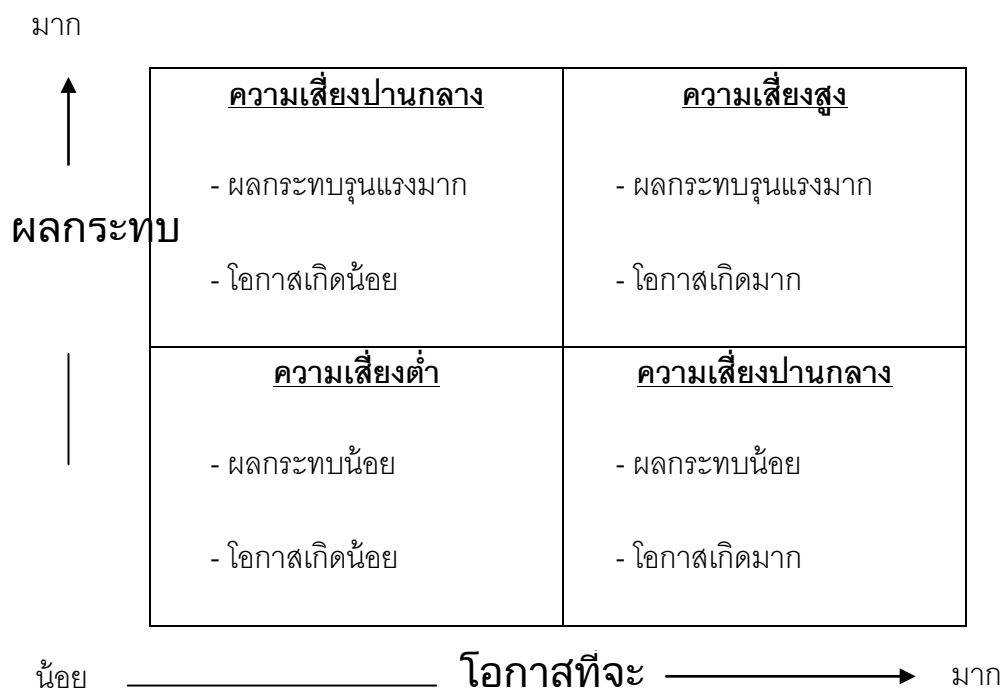 มาก
ความเสี่ยงปานกลาง
ความเสี่ยงสูง
- ผลกระทบรุนแรงมาก
- ผลกระทบรุนแรงมาก
ผลกระทบ
- โอกาสเกิดน้อย
- โอกาสเกิดมาก
ความเสี่ยงต่ำ
ความเสี่ยงปานกลาง
- ผลกระทบน้อย
- ผลกระทบน้อย
- โอกาสเกิดน้อย
- โอกาสเกิดมาก
น้อย
โอกาสที่จะ
มาก